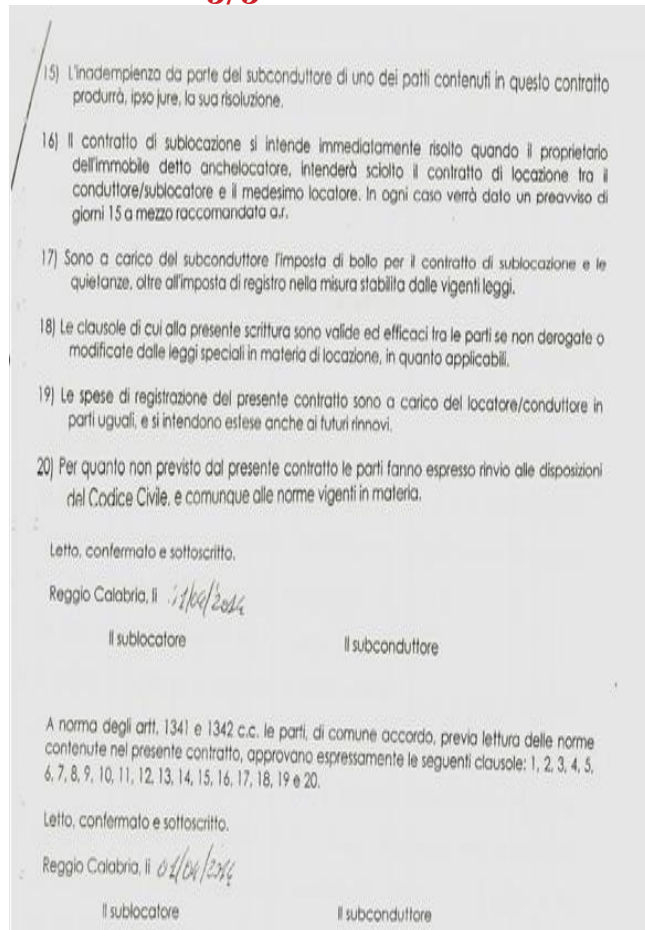 15) L'inadempienza da parte del subconduttore di uno dei patti contenuti in questo contratto
produrrà, ipso jure, la sua risoluzione.
16) Il contratto di sublocazione si intende immediatamente risolto quando il proprietario
dell'immobile detto anchelocatore, intenderà sciolto il contratto di locazione tra il
conduttore/sublocatore e il medesimo locatore. In ogni caso verrà dato un preavviso di
giorni 15 a mezzo raccomandata a.r.
17) Sono a carico del subconduttore l'imposta di bollo per il contratto di sublocazione e le
quietanze, oltre all'imposta di registro nella misura stabilita dalle vigenti leggi.
18) Le clausole di cui alla presente scrittura sono valide ed efficaci tra le parti se non derogate o
modificate dalle leggi speciali in materia di locazione, in quanto applicabili.
19) Le spese di registrazione del presente contratto sono a carico del locatore/conduttore in
parti uguali, e si intendono estese anche ai futuri rinnovi.
20) Per quanto non previsto dal presente contratto le parti fanno espresso rinvio alle disposizioni
del Codice Civile, e comunque alle norme vigenti in materia.
Letto, confermato e sottoscritto.
Reggio Calabria, lì
Il sublocatore Il subconduttore
A norma degli artt. 1341 e 1342 c.c. le parti, di comune accordo, previa lettura delle norme
contenute nel presente contratto, approvano espressamente le seguenti clausole: 1, 2, 3, 4, 5,
6, 7, 8, 9, 10, 11, 12, 13, 14, 15, 16, 17, 18, 19 e 20.
Letto, confermato e sottoscritto.
Reggio Calabria, lì 01/04/2014
Il sublocatore Il subconduttore